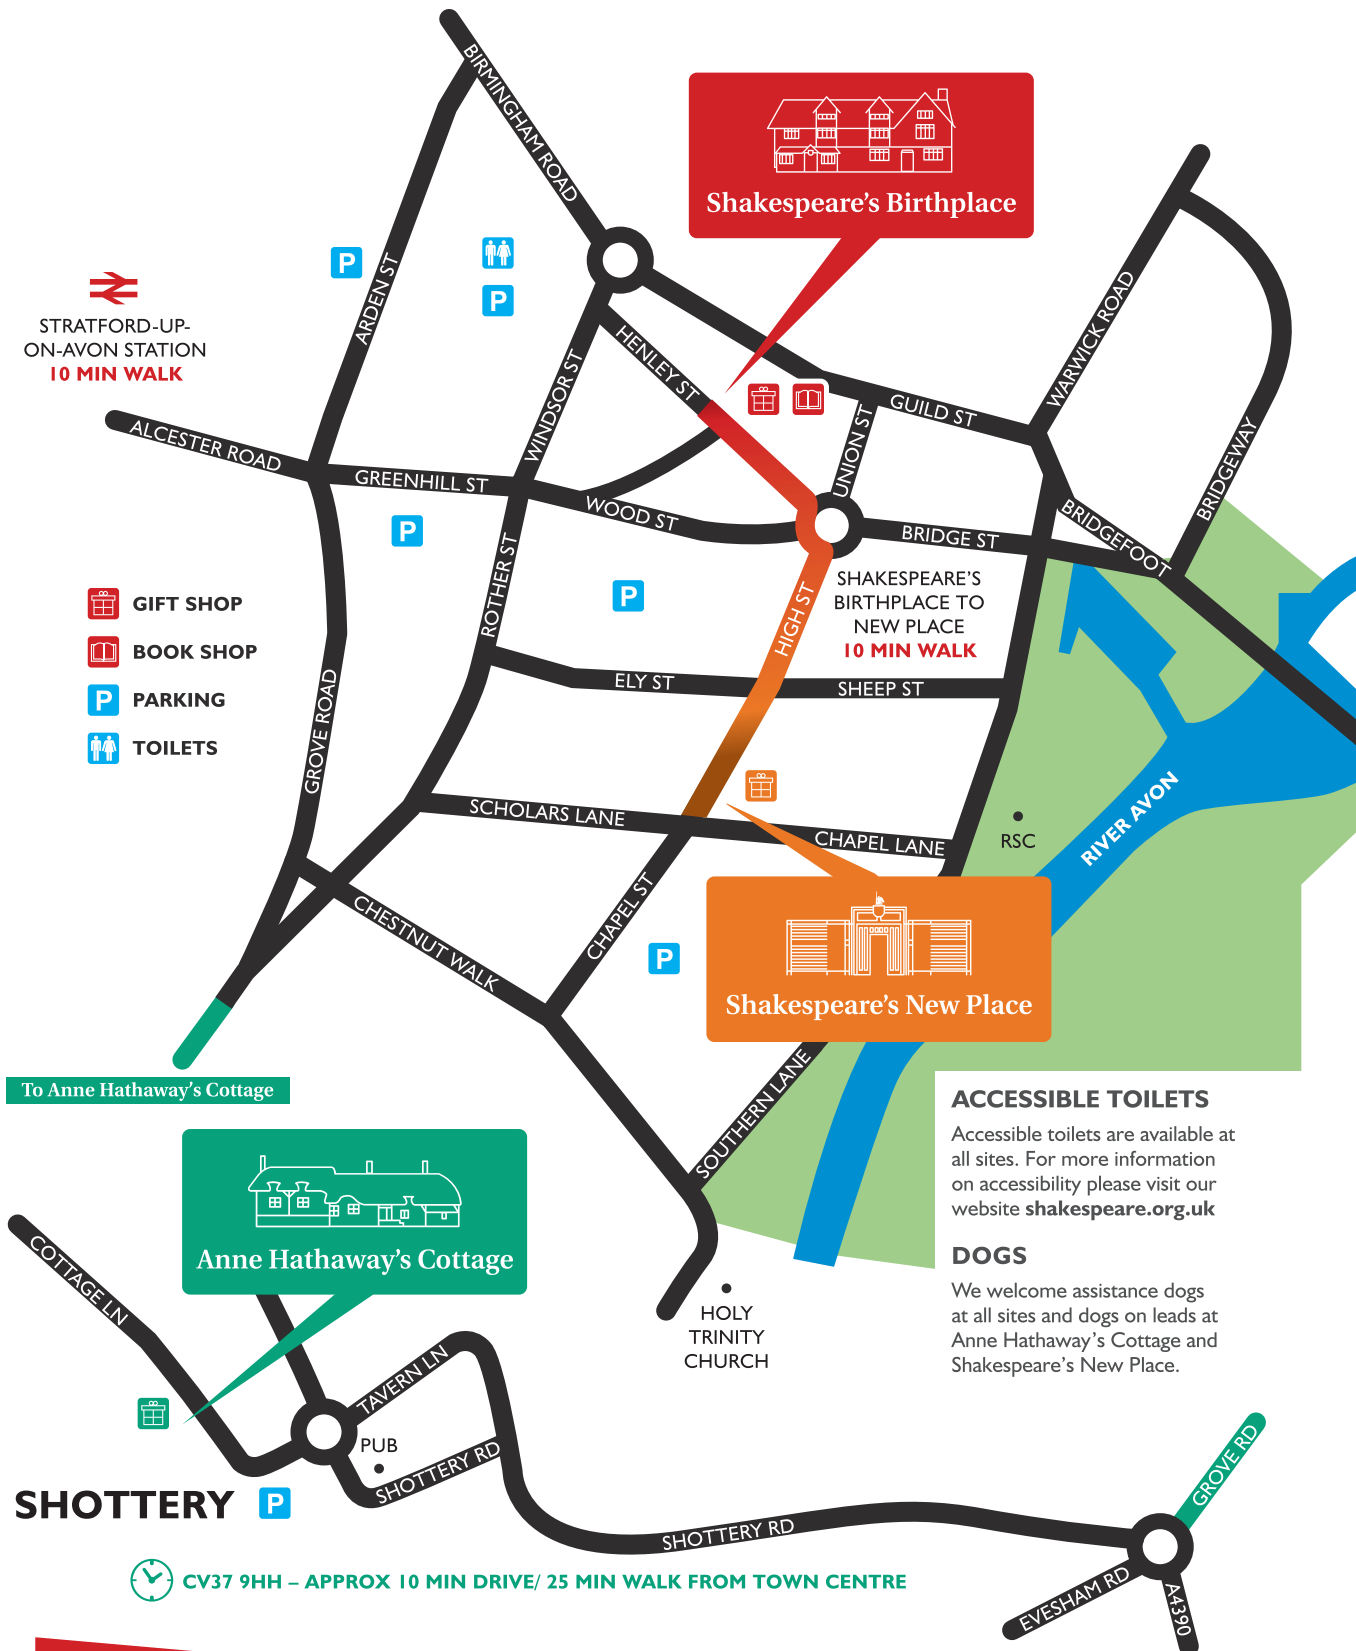 BIRMINGHAM ROAD
Shakespeare's Birthplace
ARDEN ST
P
P
STRATFORD-UP-
ON-AVON STATION
10 MIN WALK
HENLEY ST
WARWICK ROAD
WINDSOR ST
GUILD ST
UNION ST
ALCESTER ROAD
GREENHILL ST
WOOD ST
BRIDGEWAY
BRIDGE ST
BRIDGEFOOT
P
ROTHER ST
P
HIGH ST
SHAKESPEARE'S
BIRTHPLACE TO
NEW PLACE
10 MIN WALK
GIFT SHOP
BOOK SHOP
P PARKING
TOILETS
ELY ST
SHEEP ST
GROVE ROAD
SCHOLARS LANE
CHAPEL LANE
RSC
RIVER AVON
CHAPEL ST
CHESTNUT WALK
P
Shakespeare's New Place
SOUTHERN LANE
To Anne Hathaway's Cottage
ACCESSIBLE TOILETS
Accessible toilets are available at
all sites. For more information
on accessibility please visit our
website shakespeare.org.uk
DOGS
We welcome assistance dogs
at all sites and dogs on leads at
Anne Hathaway's Cottage and
Shakespeare's New Place.
Anne Hathaway's Cottage
COTTAGE LN
HOLY
TRINITY
CHURCH
TAVERN LN
PUB
SHOTTERY RD
SHOTTERY P
SHOTTERY RD
GROVE RD
EVESHAM RD
A4390
CV37 9HH – APPROX 10 MIN DRIVE/ 25 MIN WALK FROM TOWN CENTRE